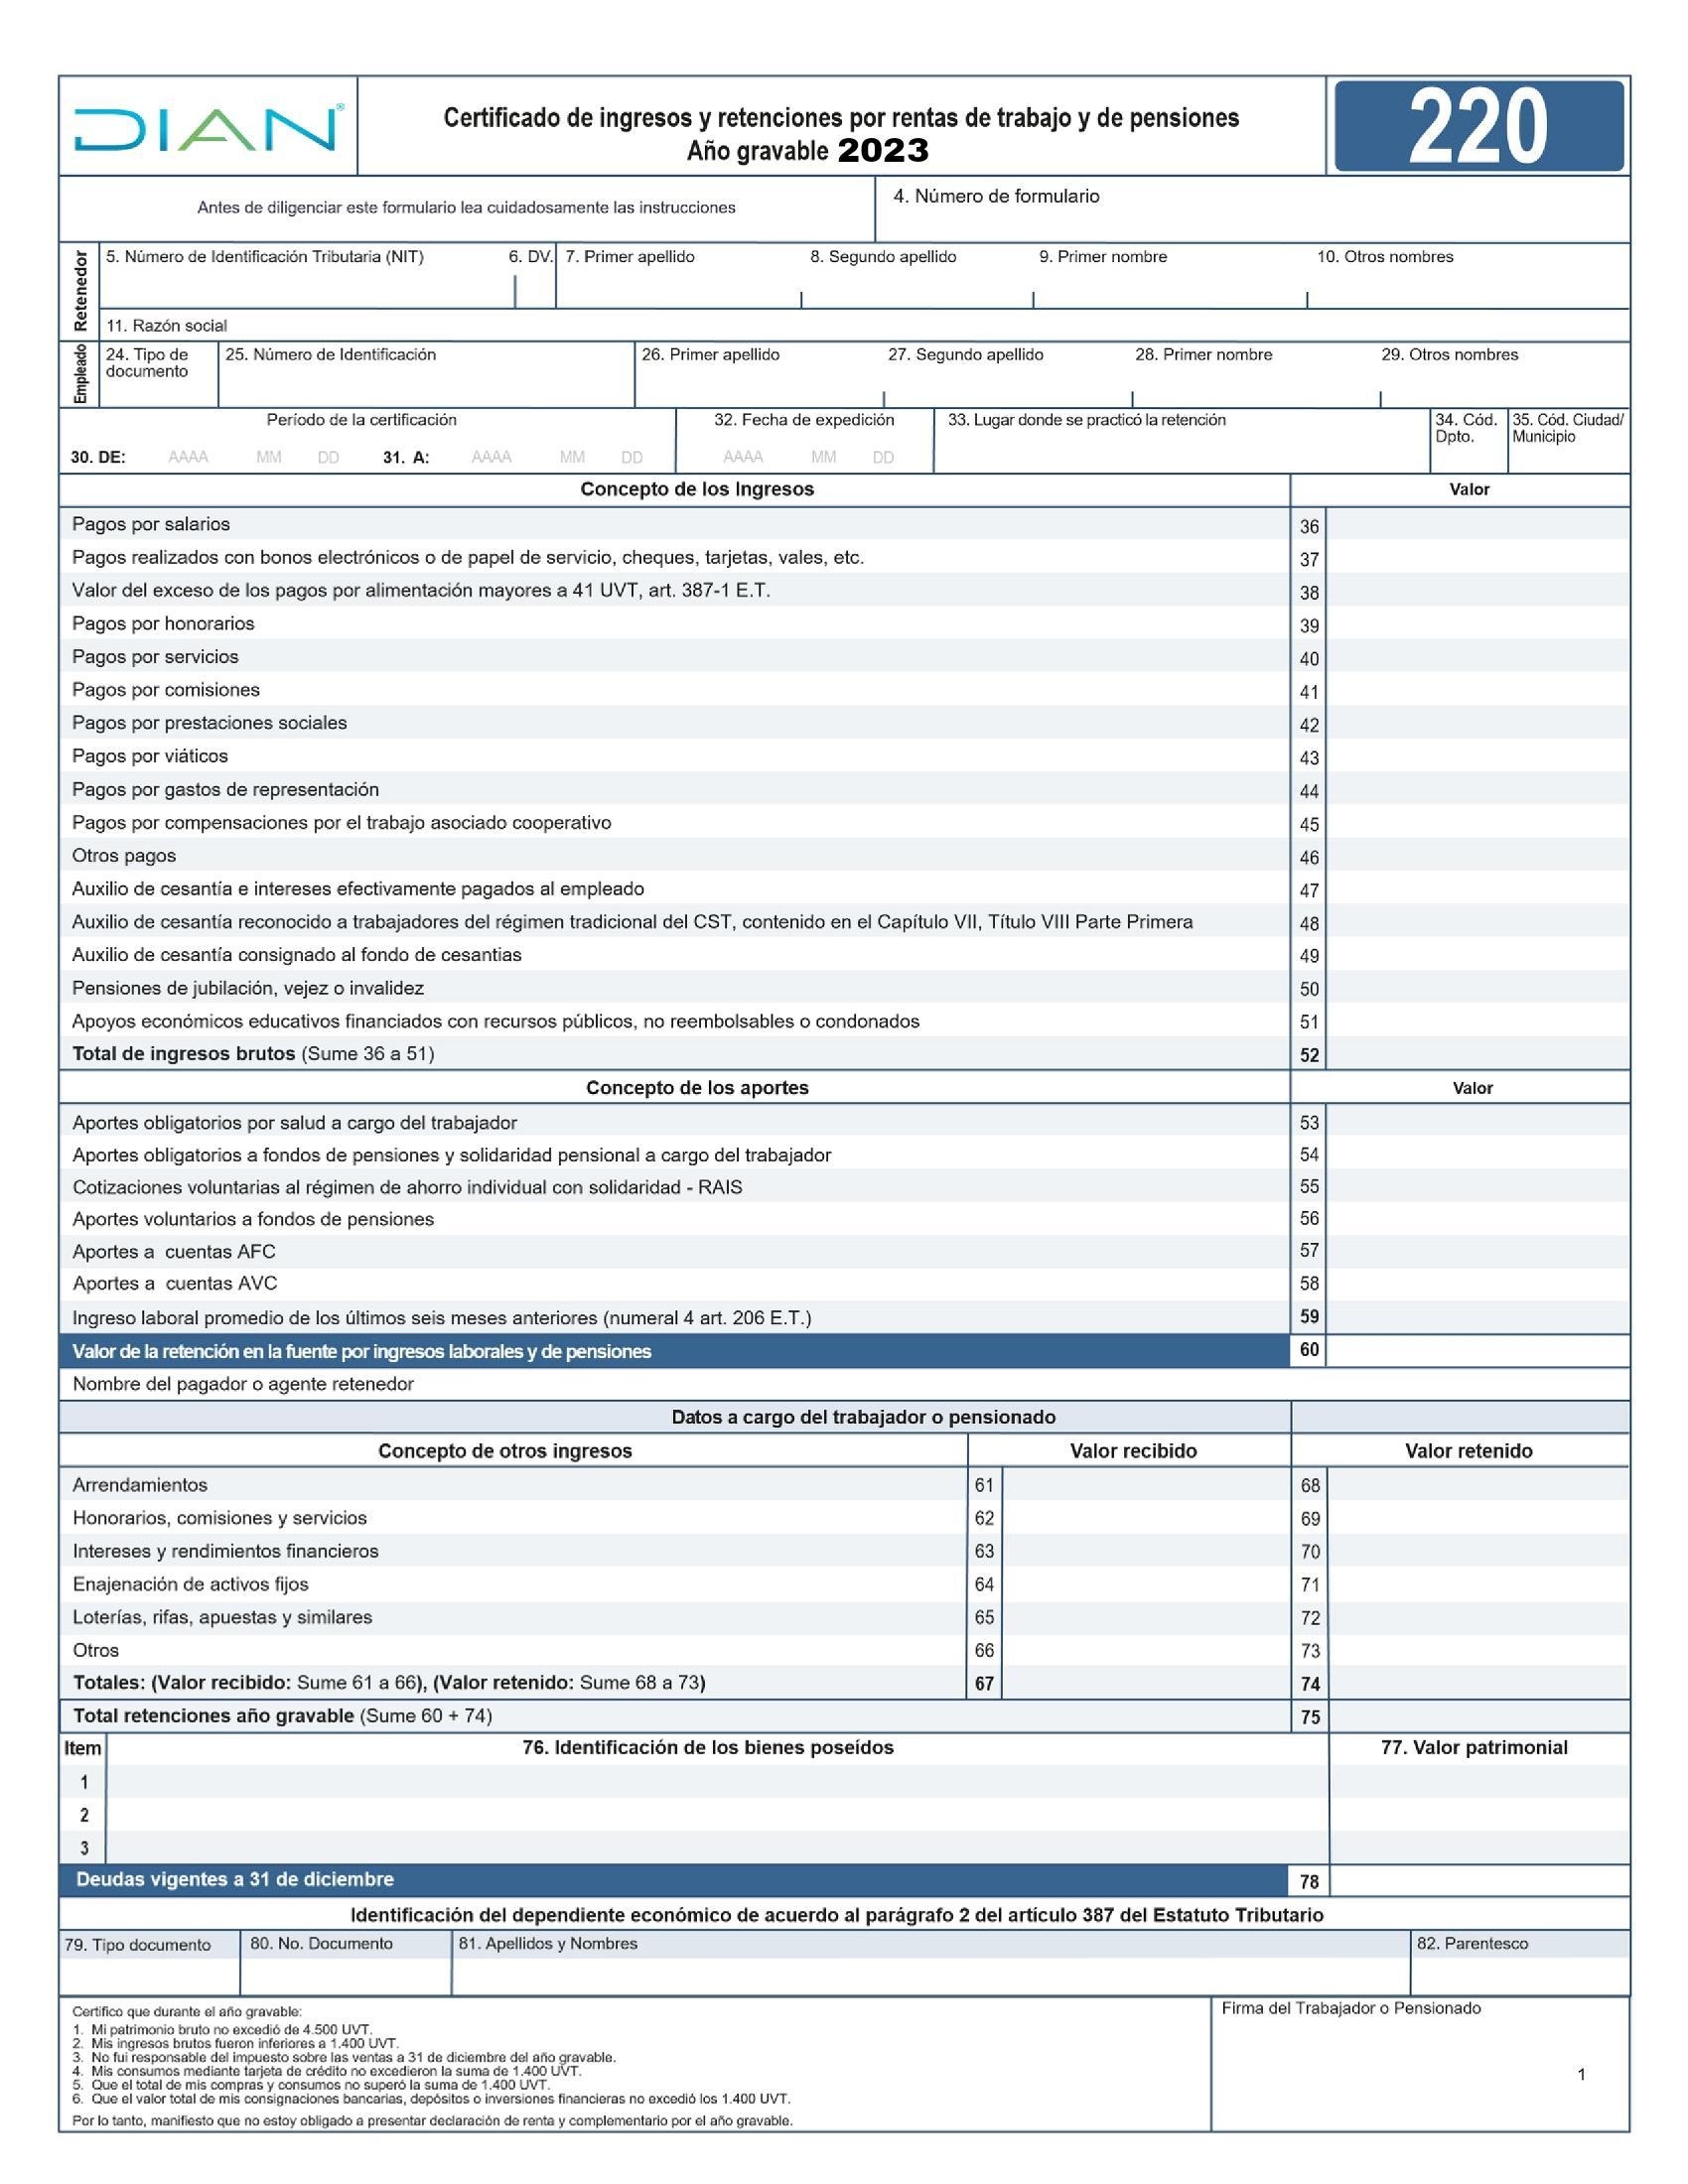 DIAN®
Certificado de ingresos y retenciones por rentas de trabajo y de pensiones
Año gravable 2023
220
Antes de diligenciar este formulario lea cuidadosamente las instrucciones
4. Número de formulario
Retenedor
5. Número de Identificación Tributaria (NIT) 6. DV. 7. Primer apellido 8. Segundo apellido 9. Primer nombre 10. Otros nombres
11. Razón social
Empleado
24. Tipo de documento 25. Número de Identificación 26. Primer apellido 27. Segundo apellido 28. Primer nombre 29. Otros nombres
Período de la certificación 32. Fecha de expedición 33. Lugar donde se practicó la retención 34. Cód. Dpto. 35. Cód. Ciudad/ Municipio
30. DE: AAAA MM DD 31. A: AAAA MM DD AAAA MM DD
Concepto de los Ingresos Valor
Pagos por salarios 36
Pagos realizados con bonos electrónicos o de papel de servicio, cheques, tarjetas, vales, etc. 37
Valor del exceso de los pagos por alimentación mayores a 41 UVT, art. 387-1 E.T. 38
Pagos por honorarios 39
Pagos por servicios 40
Pagos por comisiones 41
Pagos por prestaciones sociales 42
Pagos por viáticos 43
Pagos por gastos de representación 44
Pagos por compensaciones por el trabajo asociado cooperativo 45
Otros pagos 46
Auxilio de cesantía e intereses efectivamente pagados al empleado 47
Auxilio de cesantía reconocido a trabajadores del régimen tradicional del CST, contenido en el Capítulo VII, Título VIII Parte Primera 48
Auxilio de cesantía consignado al fondo de cesantias 49
Pensiones de jubilación, vejez o invalidez 50
Apoyos económicos educativos financiados con recursos públicos, no reembolsables o condonados 51
Total de ingresos brutos (Sume 36 a 51) 52
Concepto de los aportes Valor
Aportes obligatorios por salud a cargo del trabajador 53
Aportes obligatorios a fondos de pensiones y solidaridad pensional a cargo del trabajador 54
Cotizaciones voluntarias al régimen de ahorro individual con solidaridad - RAIS 55
Aportes voluntarios a fondos de pensiones 56
Aportes a cuentas AFC 57
Aportes a cuentas AVC 58
Ingreso laboral promedio de los últimos seis meses anteriores (numeral 4 art. 206 E.T.) 59
Valor de la retención en la fuente por ingresos laborales y de pensiones 60
Nombre del pagador o agente retenedor
Datos a cargo del trabajador o pensionado
Concepto de otros ingresos Valor recibido Valor retenido
Arrendamientos 61 68
Honorarios, comisiones y servicios 62 69
Intereses y rendimientos financieros 63 70
Enajenación de activos fijos 64 71
Loterías, rifas, apuestas y similares 65 72
Otros 66 73
Totales: (Valor recibido: Sume 61 a 66), (Valor retenido: Sume 68 a 73) 67 74
Total retenciones año gravable (Sume 60 + 74) 75
Item 76. Identificación de los bienes poseídos 77. Valor patrimonial
1
2
3
Deudas vigentes a 31 de diciembre 78
Identificación del dependiente económico de acuerdo al parágrafo 2 del artículo 387 del Estatuto Tributario
79. Tipo documento 80. No. Documento 81. Apellidos y Nombres 82. Parentesco
Certifico que durante el año gravable:
1. Mi patrimonio bruto no excedió de 4.500 UVT.
2. Mis ingresos brutos fueron inferiores a 1.400 UVT.
3. No fui responsable del impuesto sobre las ventas a 31 de diciembre del año gravable.
4. Mis consumos mediante tarjeta de crédito no excedieron la suma de 1.400 UVT.
5. Que el total de mis compras y consumos no superó la suma de 1.400 UVT.
6. Que el valor total de mis consignaciones bancarias, depósitos o inversiones financieras no excedió los 1.400 UVT.
Por lo tanto, manifiesto que no estoy obligado a presentar declaración de renta y complementario por el año gravable.
Firma del Trabajador o Pensionado
1